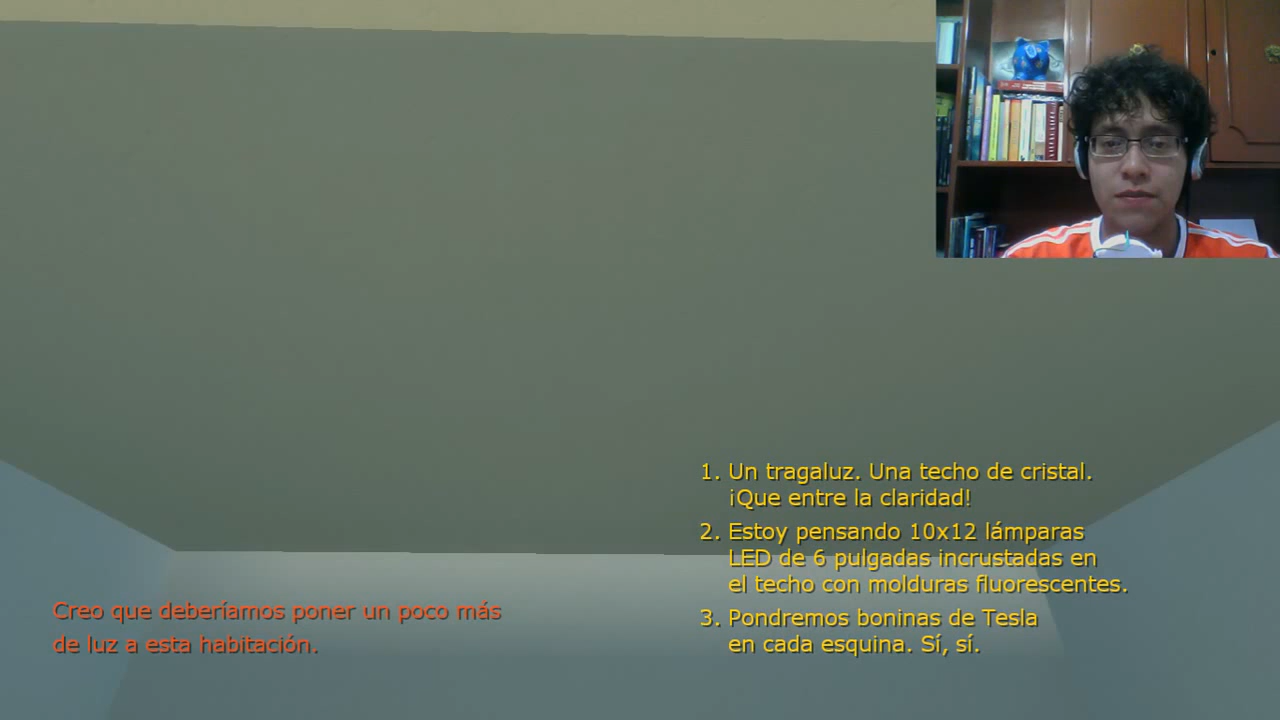 Creo que deberíamos poner un poco más
de luz a esta habitación.
1. Un tragaluz. Una techo de cristal.
¡Que entre la claridad!
2. Estoy pensando 10x12 lámparas
LED de 6 pulgadas incrustadas en
el techo con molduras fluorescentes.
3. Pondremos boninas de Tesla
en cada esquina. Sí, sí.